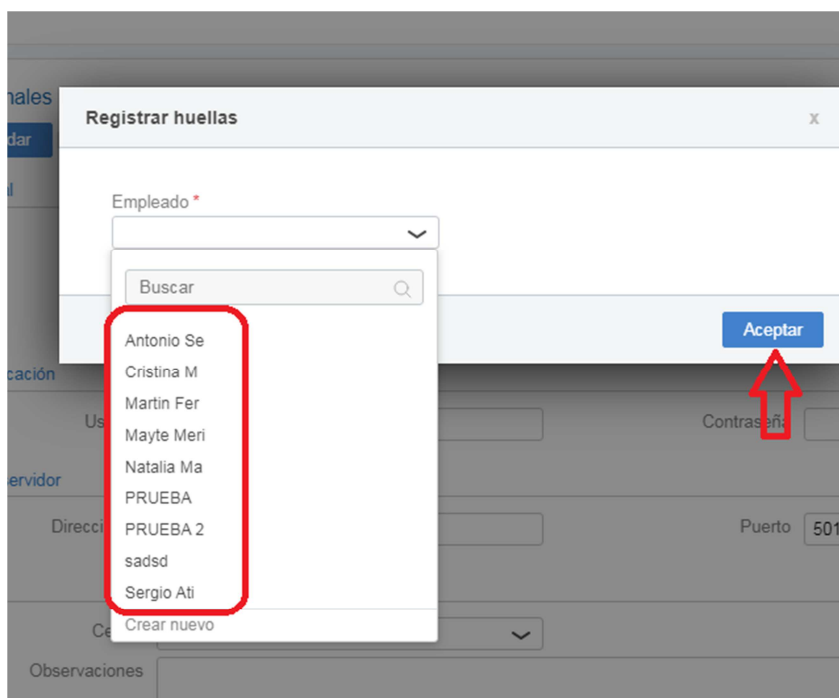 nales
Registrar huellas
x
dar
al
Empleado *
Buscar
Antonio Se
Cristina M
Martin Fer
Mayte Meri
Natalia Ma
PRUEBA
PRUEBA 2
sadsd
Sergio Ati
Crear nuevo
Aceptar
cación
Us
Contraseña
servidor
Direcci
Puerto
501
Ce
Observaciones